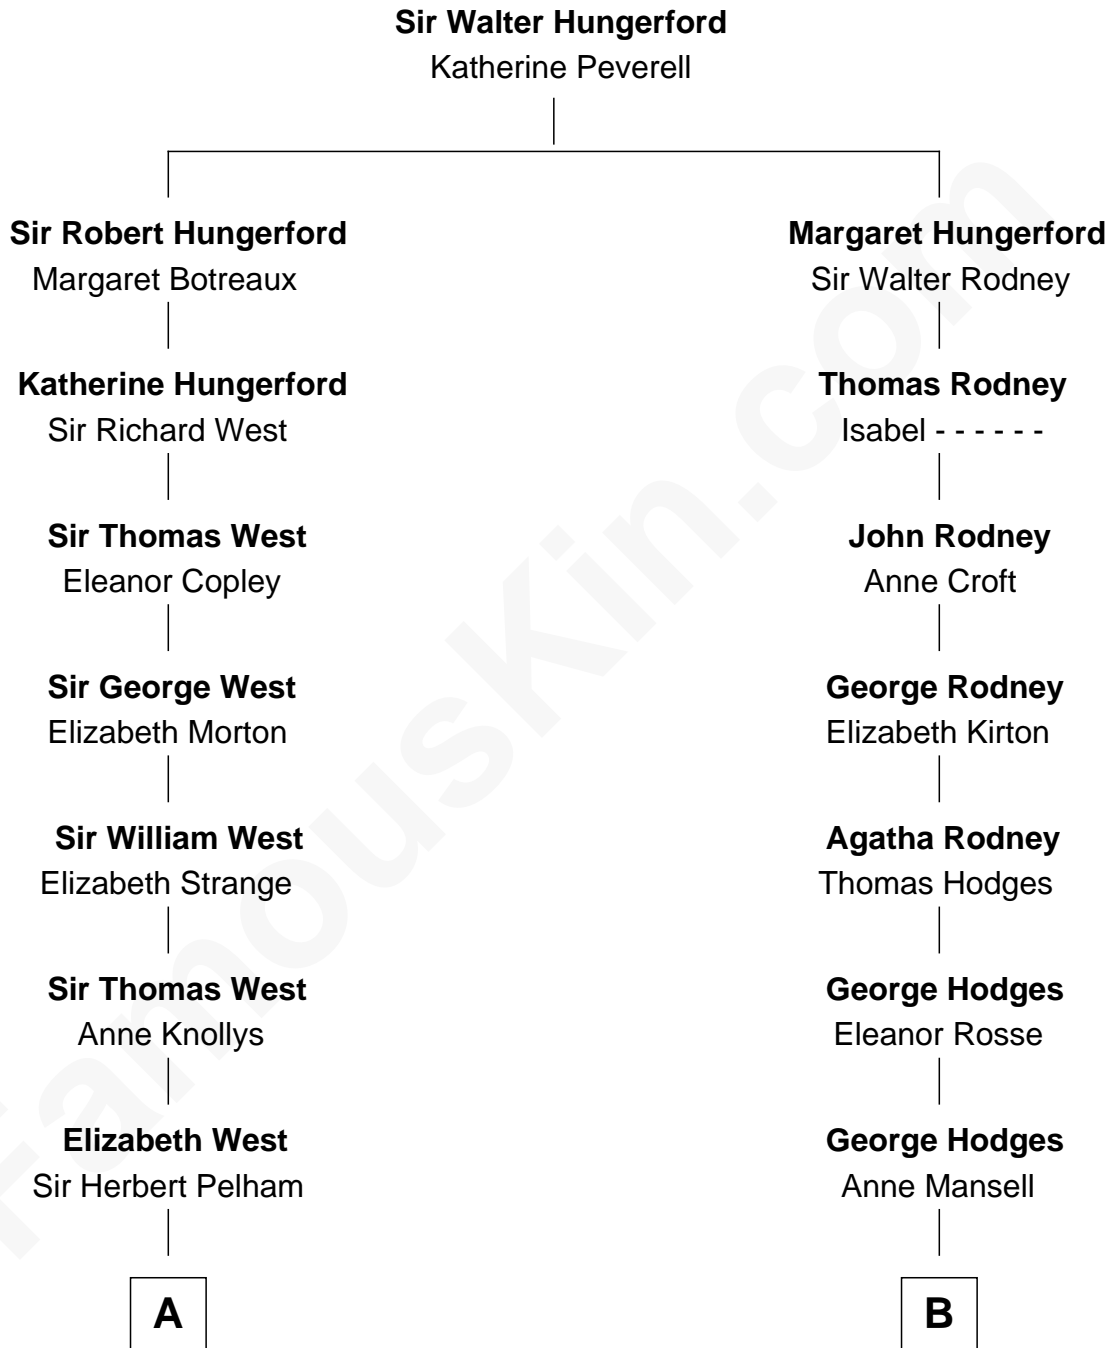 Sir Walter Hungerford
Katherine Peverell
Sir Robert Hungerford
Margaret Botreaux
Margaret Hungerford
Sir Walter Rodney
Katherine Hungerford
Sir Richard West
Thomas Rodney
Isabel - - - - - -
Sir Thomas West
Eleanor Copley
John Rodney
Anne Croft
Sir George West
Elizabeth Morton
George Rodney
Elizabeth Kirton
Sir William West
Elizabeth Strange
Agatha Rodney
Thomas Hodges
Sir Thomas West
Anne Knollys
George Hodges
Eleanor Rosse
Elizabeth West
Sir Herbert Pelham
George Hodges
Anne Mansell
A
B
FamousKin.com